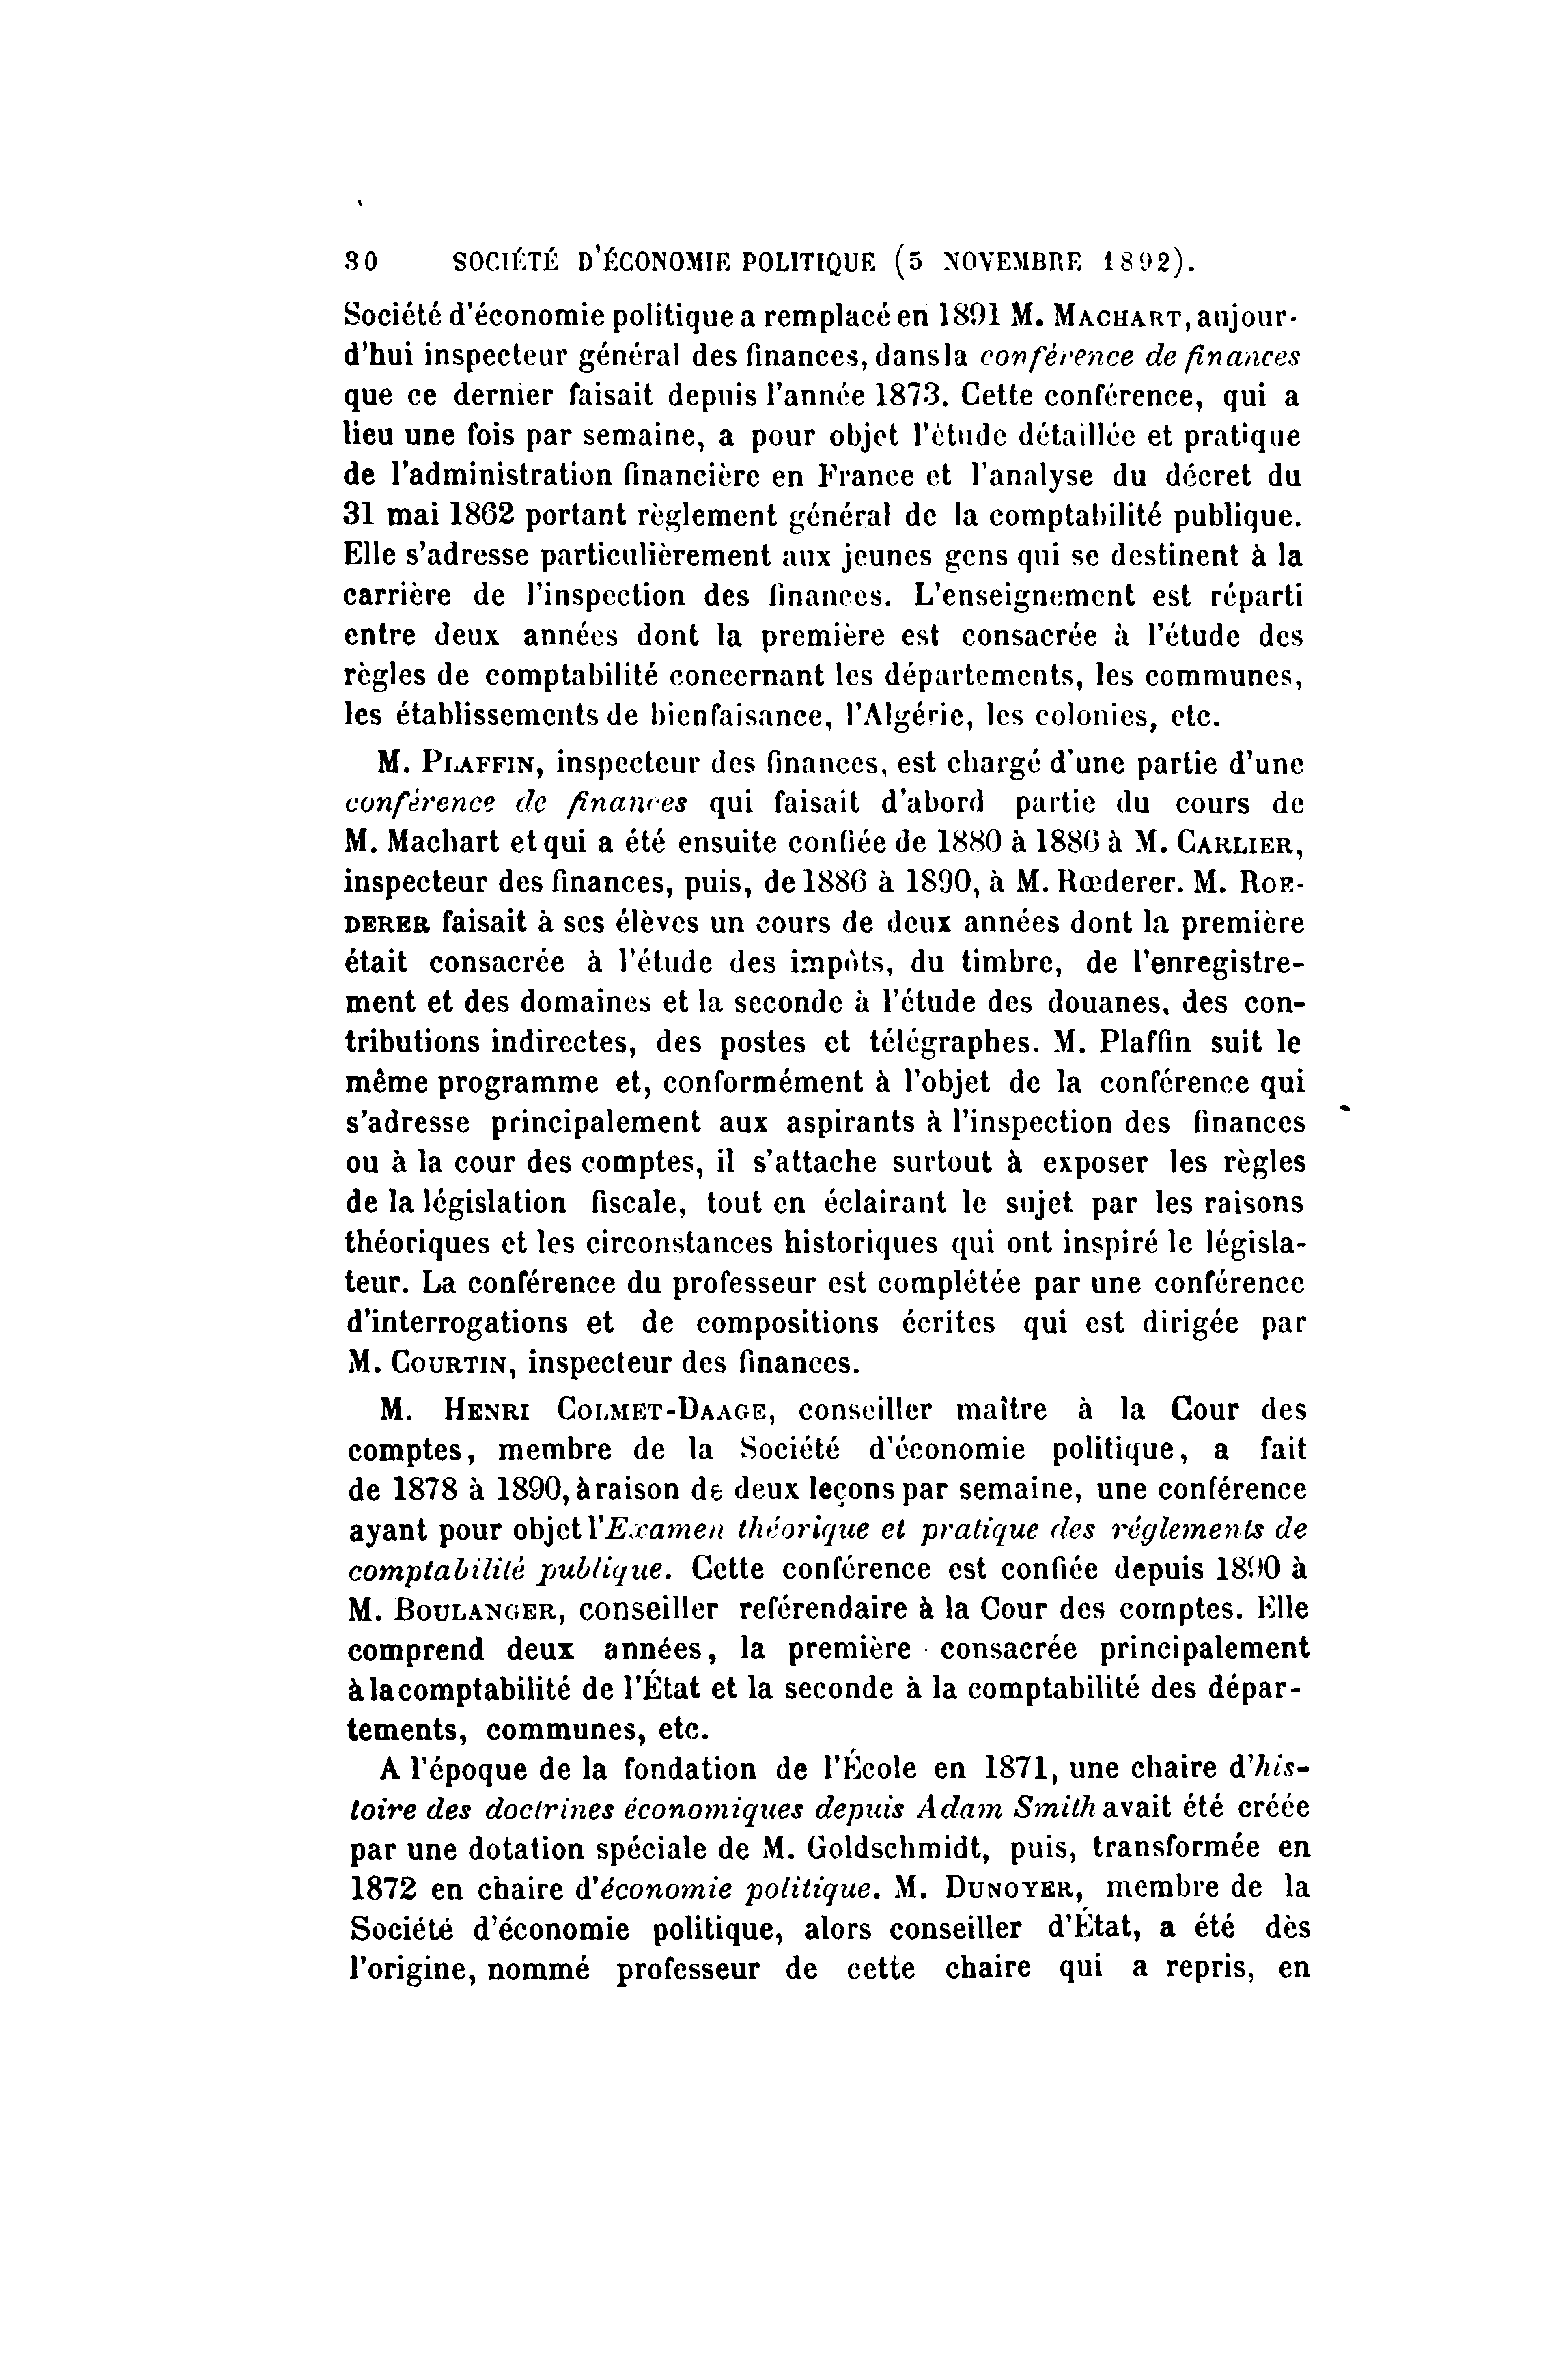 80 SOCIÉTÉ D'ÉCONOMIE POLITIQUE (5 NOVEMBRE 1892).
Société d'économie politique a remplacé en 1891 M. MACHART, aujour-
d'hui inspecteur général des finances, dans la conférence de finances
que ce dernier faisait depuis l'année 1873. Cette conférence, qui a
lieu une fois par semaine, a pour objet l'étude détaillée et pratique
de l'administration financière en France et l'analyse du décret du
31 mai 1862 portant règlement général de la comptabilité publique.
Elle s'adresse particulièrement aux jeunes gens qui se destinent à la
carrière de l'inspection des finances. L'enseignement est réparti
entre deux années dont la première est consacrée à l'étude des
règles de comptabilité concernant les départements, les communes,
les établissements de bienfaisance, l'Algérie, les colonies, etc.
M. PLAFFIN, inspecteur des finances, est chargé d'une partie d'une
conférence de finances qui faisait d'abord partie du cours de
M. Machart et qui a été ensuite confiée de 1880 à 1886 à M. CARLIER,
inspecteur des finances, puis, de 1886 à 1890, à M. Rœderer. M. ROE-
DERER faisait à ses élèves un cours de deux années dont la première
était consacrée à l'étude des impôts, du timbre, de l'enregistre-
ment et des domaines et la seconde à l'étude des douanes, des con-
tributions indirectes, des postes et télégraphes. M. Plaffin suit le
même programme et, conformément à l'objet de la conférence qui
s'adresse principalement aux aspirants à l'inspection des finances
ou à la cour des comptes, il s'attache surtout à exposer les règles
de la législation fiscale, tout en éclairant le sujet par les raisons
théoriques et les circonstances historiques qui ont inspiré le législa-
teur. La conférence du professeur est complétée par une conférence
d'interrogations et de compositions écrites qui est dirigée par
M. COURTIN, inspecteur des finances.
M. HENRI COLMET-DAAGE, conseiller maître à la Cour des
comptes, membre de la Société d'économie politique, a fait
de 1878 à 1890, à raison de deux leçons par semaine, une conférence
ayant pour objet l'Examen théorique et pratique des réglements de
comptabilité publique. Cette conférence est confiée depuis 1890 à
M. BOULANGER, conseiller reférendaire à la Cour des comptes. Elle
comprend deux années, la première consacrée principalement
à la comptabilité de l'État et la seconde à la comptabilité des dépar-
tements, communes, etc.
A l'époque de la fondation de l'École en 1871, une chaire d'his-
toire des doctrines économiques depuis Adam Smith avait été créée
par une dotation spéciale de M. Goldschmidt, puis, transformée en
1872 en chaire d'économie politique. M. DUNOYER, membre de la
Société d'économie politique, alors conseiller d'État, a été dès
l'origine, nommé professeur de cette chaire qui a repris, en